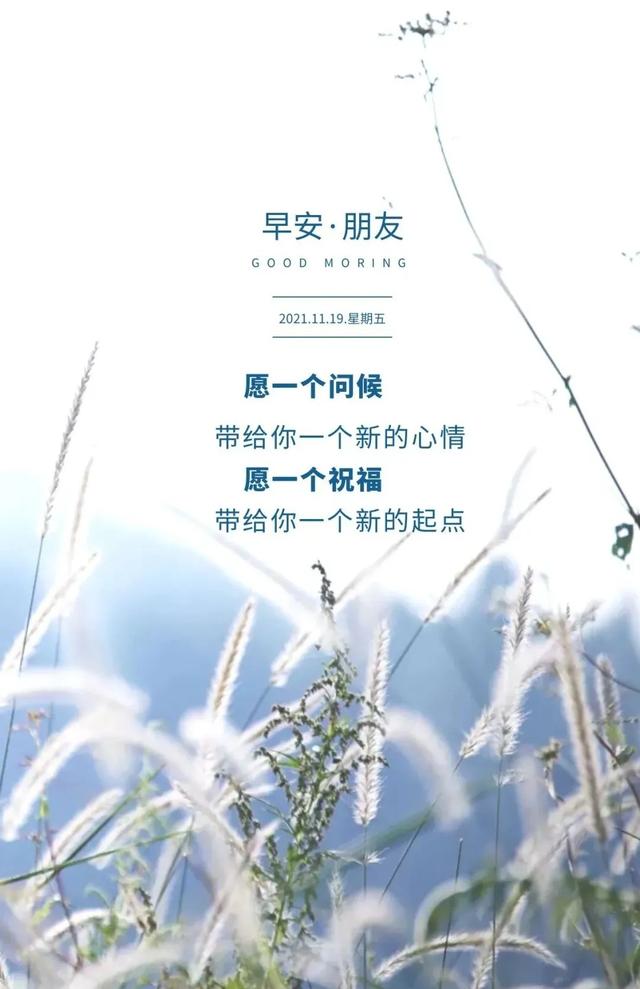 早安·朋友
GOOD MORING
2021.11.19.星期五
愿一个问候
带给你一个新的心情
愿一个祝福
带给你一个新的起点